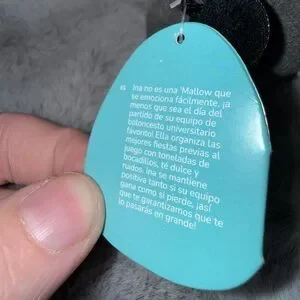 es Ina no es una 'Mallow que
se emociona fácilmente, ¡a
menos que sea el día del
partido de su equipo de
baloncesto universitario
favorito! Ella organiza las
mejores fiestas previas al
juego con toneladas de
bocadillos, té dulce y
ruidos. Ina se mantiene
positiva tanto si su equipo
gana como si pierde, ¡así
que te garantizamos que te
lo pasarás en grande!